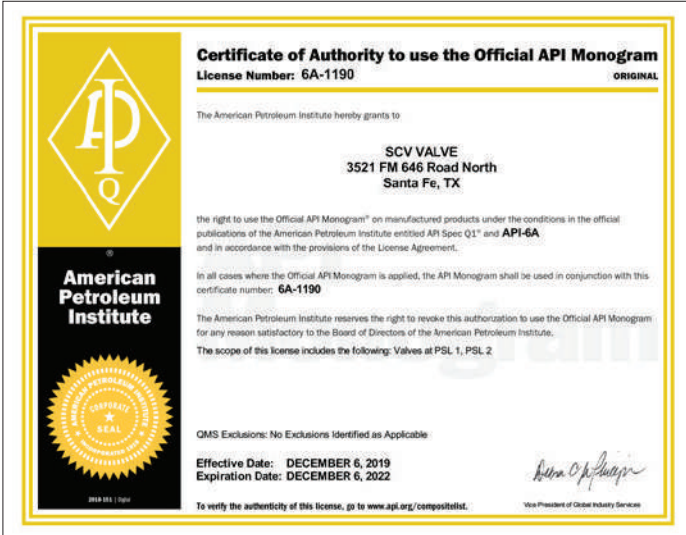 Certificate of Authority to use the Official API Monogram
License Number: 6A-1190
ORIGINAL
The American Petroleum Institute hereby grants to
SCV VALVE
3521 FM 646 Road North
Santa Fe, TX
the right to use the Official API Monogram® on manufactured products under the conditions in the official
publications of the American Petroleum Institute entitled API Spec Q1® and API-6A
and in accordance with the provisions of the License Agreement.
In all cases where the Official API Monogram is applied, the API Monogram shall be used in conjunction with this
certificate number: 6A-1190
The American Petroleum Institute reserves the right to revoke this authorization to use the Official API Monogram
for any reason satisfactory to the Board of Directors of the American Petroleum Institute.
The scope of this license includes the following: Valves at PSL 1, PSL 2
QMS Exclusions: No Exclusions Identified as Applicable
Effective Date: DECEMBER 6, 2019
Expiration Date: DECEMBER 6, 2022
To verify the authenticity of this license, go to www.api.org/compositelist.
Vice President of Global Industry Services
API
Q
®
American
Petroleum
Institute
AMERICAN PETROLEUM INSTITUTE
CORPORATE
SEAL
INCORPORATED
| Digital